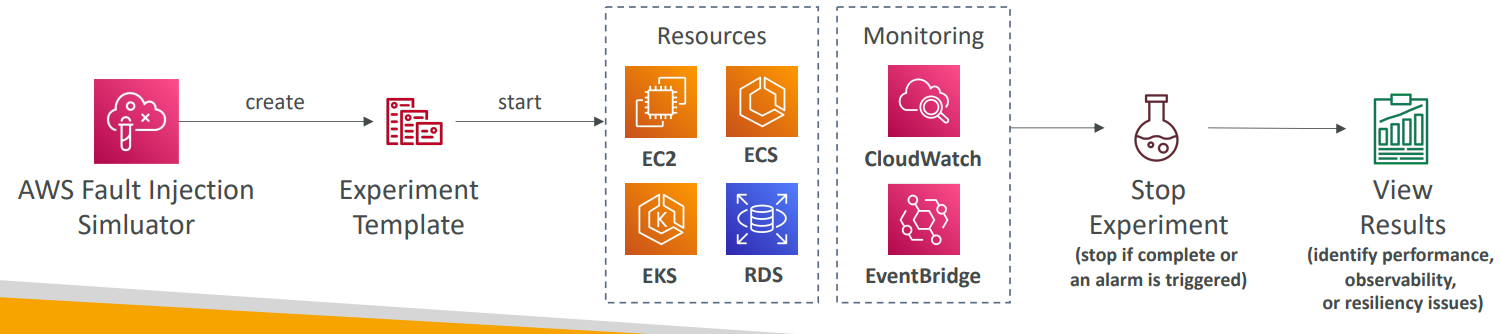 AWS Fault Injection
Simluator
create
Experiment
Template
start
Resources
EC2
ECS
EKS
RDS
Monitoring
CloudWatch
EventBridge
Stop
Experiment
(stop if complete or
an alarm is triggered)
View
Results
(identify performance,
observability,
or resiliency issues)